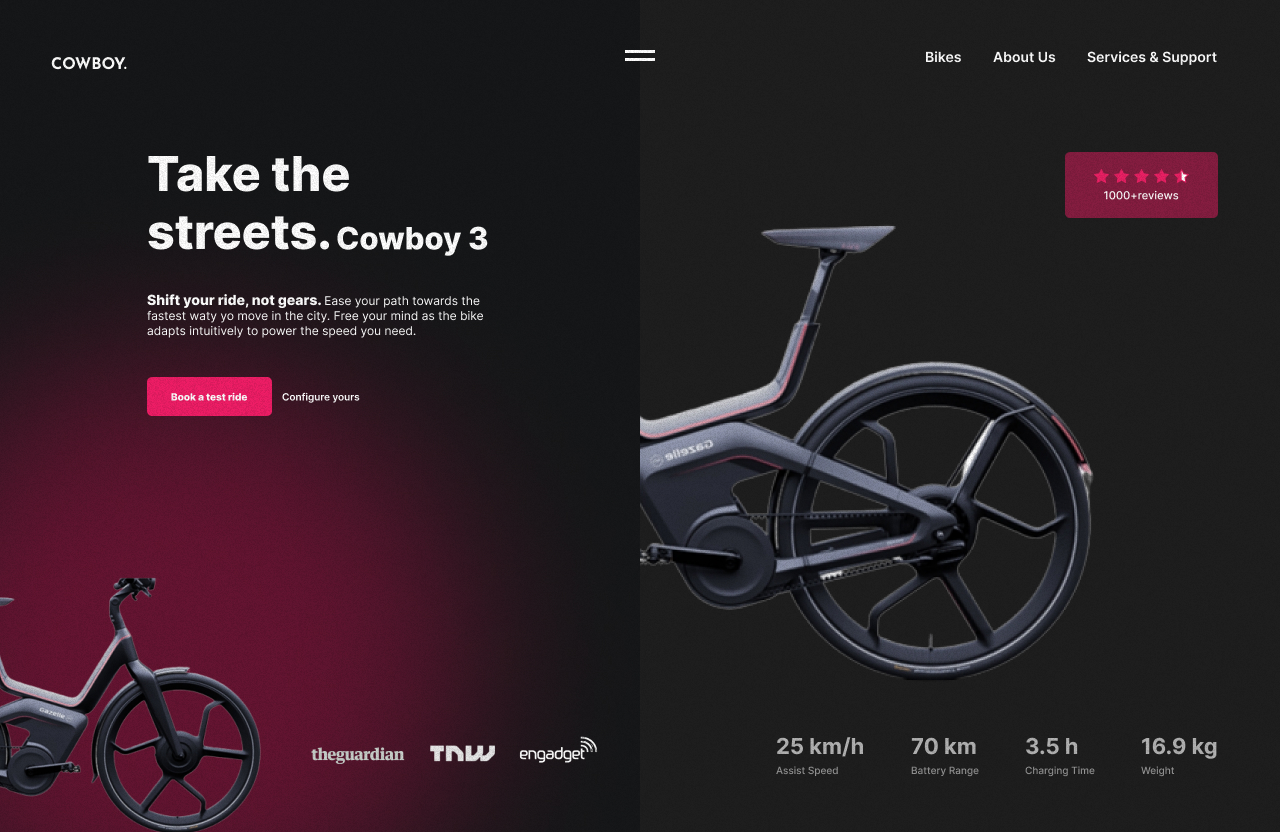 COWBOY.
Bikes
About Us
Services & Support
Take the
streets. Cowboy 3
Shift your ride, not gears. Ease your path towards the
fastest waty yo move in the city. Free your mind as the bike
adapts intuitively to power the speed you need.
Book a test ride
Configure yours
1000+reviews
Gazelle
Gazelle
theguardian
TNW
engadget
25 km/h
Assist Speed
70 km
Battery Range
3.5 h
Charging Time
16.9 kg
Weight